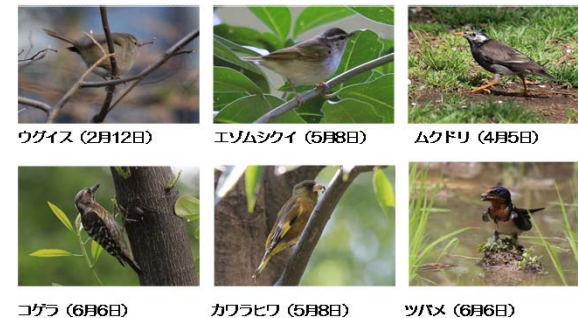 ウグイス（2月12日）
エゾムシクイ（5月8日）
ムクドリ（4月5日）
コゲラ（6月6日）
カワラヒワ（5月8日）
ツバメ（6月6日）